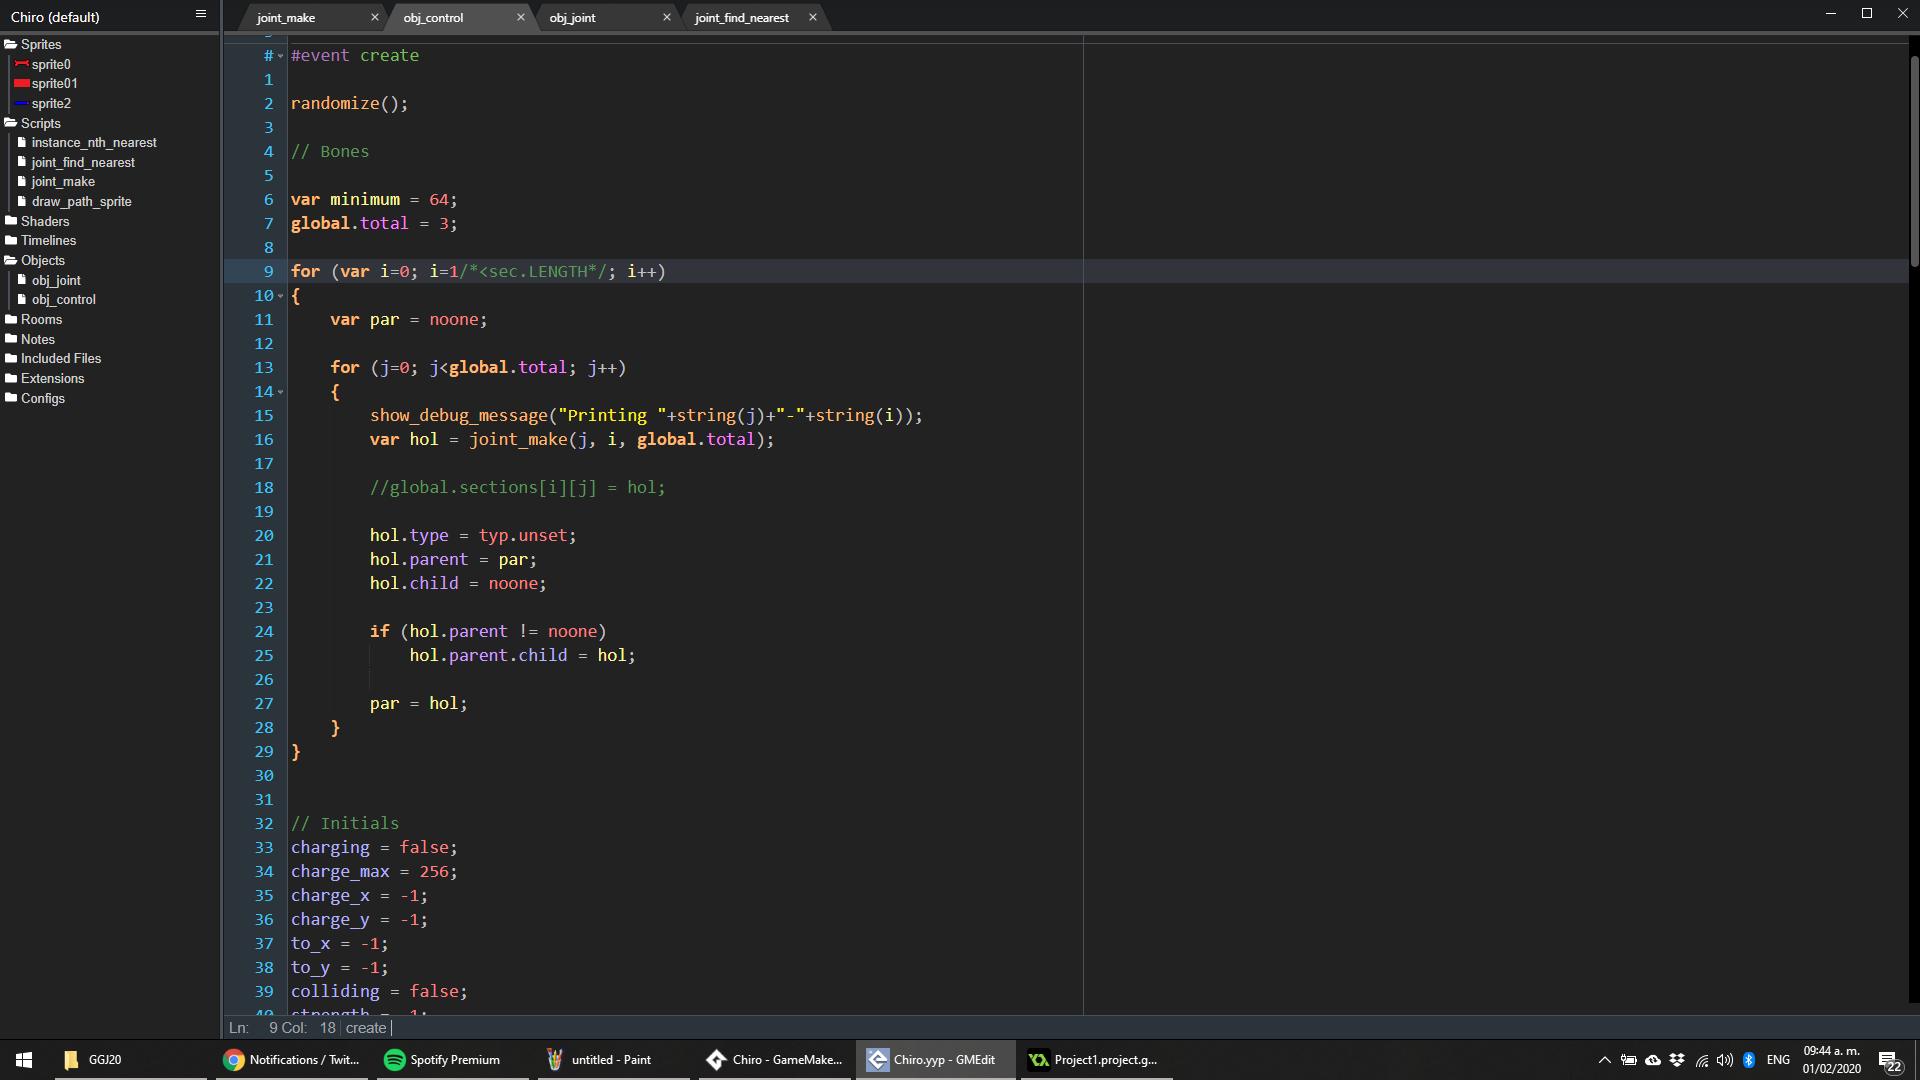 Chiro (default)
joint_make
obj_control
obj_joint
joint_find_nearest
Sprites
sprite0
sprite01
sprite2
Scripts
instance_nth_nearest
joint_find_nearest
joint_make
draw_path_sprite
Shaders
Timelines
Objects
obj_joint
obj_control
Rooms
Notes
Included Files
Extensions
Configs
# #event create
1
2 randomize();
3
4 // Bones
5
6 var minimum = 64;
7 global.total = 3;
8
9 for (var i=0; i=1/*<sec.LENGTH*/; i++)
10 {
11 var par = noone;
12
13 for (j=0; j<global.total; j++)
14 {
15 show_debug_message("Printing "+string(j)+"-"+string(i));
16 var hol = joint_make(j, i, global.total);
17
18 //global.sections[i][j] = hol;
19
20 hol.type = typ.unset;
21 hol.parent = par;
22 hol.child = noone;
23
24 if (hol.parent != noone)
25 hol.parent.child = hol;
26
27 par = hol;
28 }
29 }
30
31
32 // Initials
33 charging = false;
34 charge_max = 256;
35 charge_x = -1;
36 charge_y = -1;
37 to_x = -1;
38 to_y = -1;
39 colliding = false;
Ln: 9 Col: 18 create
GGJ20
Notifications / Twit...
Spotify Premium
untitled - Paint
Chiro - GameMake...
Chiro.yyp - GMEdit
Project1.project.g...
ENG
09:44 a. m.
01/02/2020
22